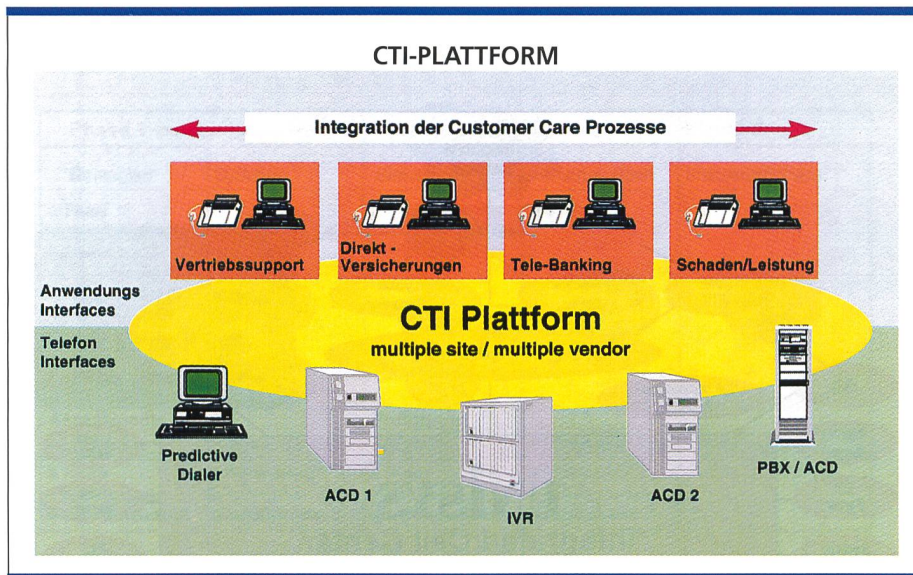 CTI-PLATTFORM
Integration der Customer Care Prozesse
Vertriebssupport
Direkt -
Versicherungen
Tele-Banking
Schaden/Leistung
Anwendungs
Interfaces
Telefon
Interfaces
CTI Plattform
multiple site / multiple vendor
Predictive
Dialer
ACD 1
IVR
ACD 2
PBX / ACD